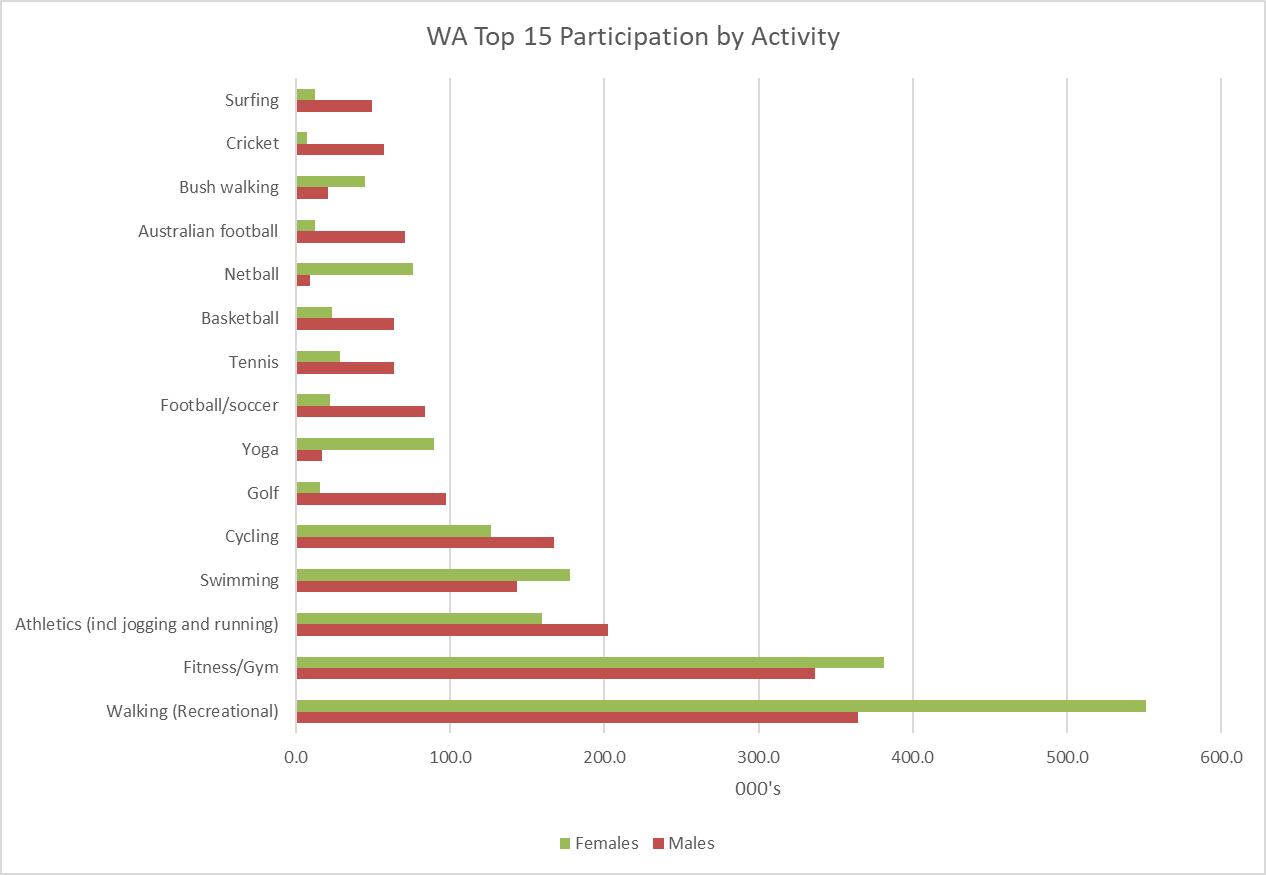 WA Top 15 Participation by Activity
Surfing
Cricket
Bush walking
Australian football
Netball
Basketball
Tennis
Football/soccer
Yoga
Golf
Cycling
Swimming
Athletics (incl jogging and running)
Fitness/Gym
Walking (Recreational)
0.0 100.0 200.0 300.0 400.0 500.0 600.0
000's
Females Males